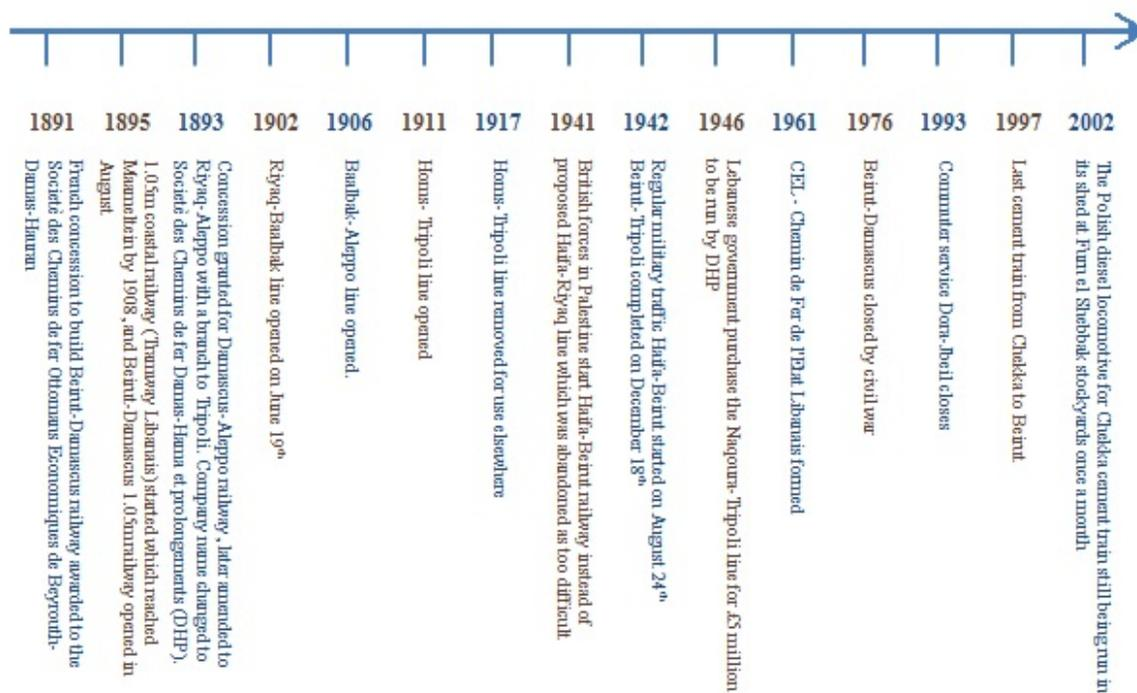 1891
1895
1893
1902
1906
1911
1917
1941
1942
1946
1961
1976
1993
1997
2002
French concession to build Beirut-Damascus railway awarded to the
Societè des Chemins de fer Ottomans Economiques de Beyrouth-
Damas-Hauran
1.05m coastal railway (Tramway Libanais) started which reached
Maameltein by 1908, and Beirut-Damascus 1.05mrailway opened in
August
Concession granted for Damascus-Aleppo railway, later amended to
Riyaq-Aleppo with a branch to Tripoli. Company name changed to
Societè des Chemins de fer Damas-Hama et prolongements (DHP).
Riyaq-Baalbak line opened on June 19th
Baalbak-Aleppo line opened.
Homs- Tripoli line opened
Homs-Tripoli line removed for use elsewhere
British forces in Palestine start Haifa-Beirut railway instead of
proposed Haifa-Riyaq line which was abandoned as too difficult
Regular military traffic Haifa-Beirut started on August 24th
Beirut-Tripoli completed on December 18th
Lebanese government purchase the Naqoura-Tripoli line for £5 million
to be run by DHP
CEL - Chemin de Fer de l'Etat Libanais formed
Beirut-Damascus closed by civil war
Commuter service Dora-Jbeil closes
Last cement train from Chekka to Beirut
The Polish diesel locomotive for Chekka cement train still being run in
its shed at Furn el Shebbak stockyards once a month